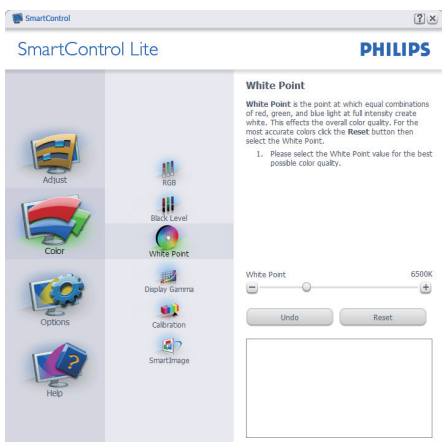 SmartControl
SmartControl Lite
PHILIPS
Adjust
Color
Options
Help
RGB
Black Level
White Point
Display Gamma
Calibration
SmartImage
White Point
White Point is the point at which equal combinations
of red, green, and blue light at full intensity create
white. This effects the overall color quality. For the
most accurate colors click the Reset button then
select the White Point.
1. Please select the White Point value for the best
possible color quality.
White Point 6500K
Undo Reset